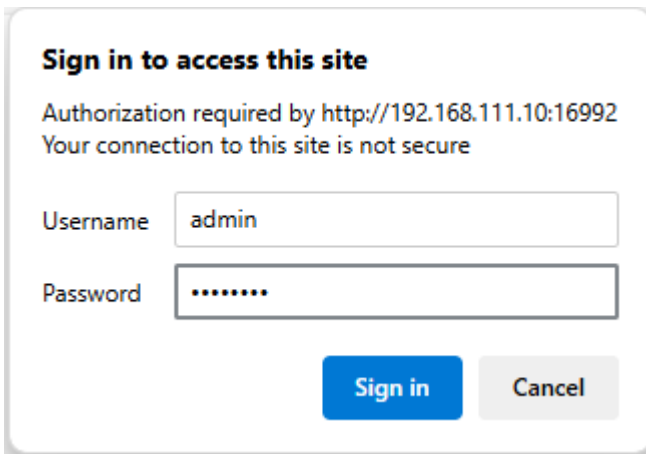 Sign in to access this site
Authorization required by http://192.168.111.10:16992
Your connection to this site is not secure
Username admin
Password ••••••••
Sign in Cancel